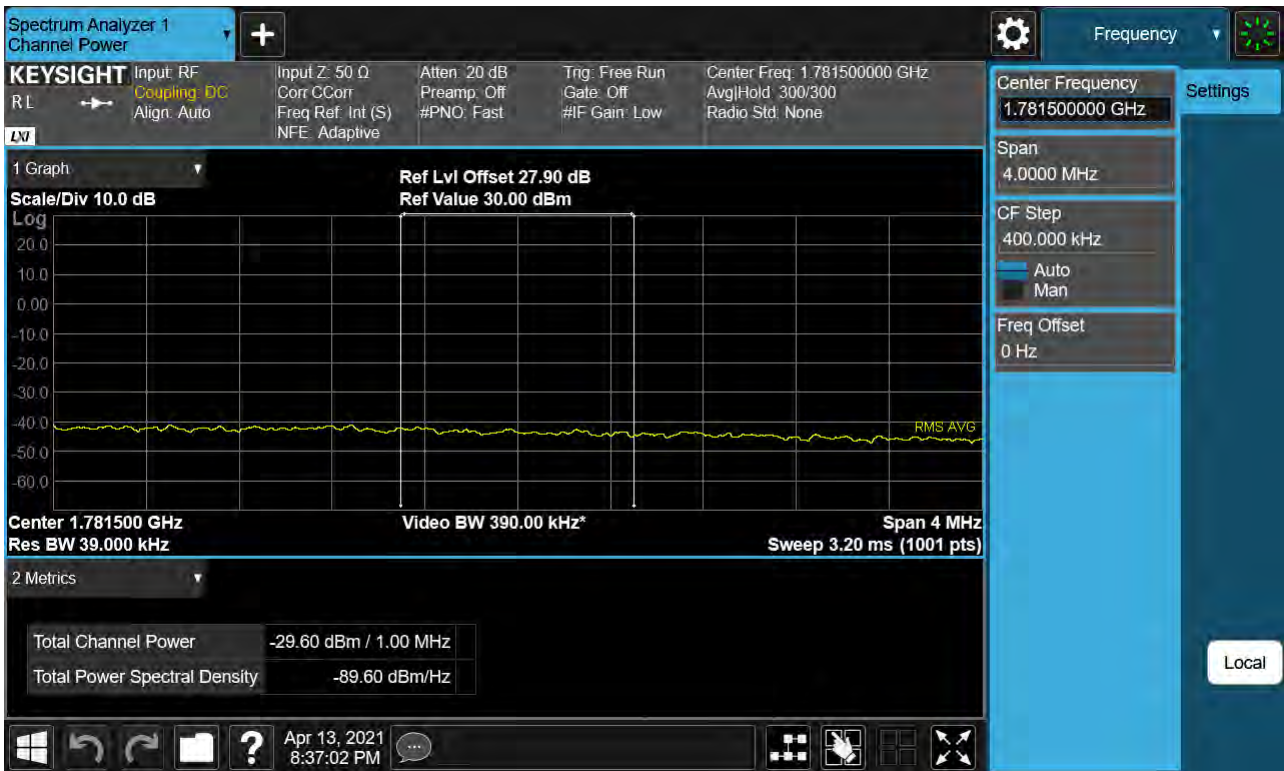 Spectrum Analyzer 1
Channel Power
+
Frequency
KEYSIGHT
R L
LXI
Input: RF
Coupling: DC
Align: Auto
Input Z: 50 Ω
Corr CCorr
Freq Ref: Int (S)
NFE: Adaptive
Atten: 20 dB
Preamp: Off
#PNO: Fast
Trig: Free Run
Gate: Off
#IF Gain: Low
Center Freq: 1.781500000 GHz
Avg|Hold: 300/300
Radio Std: None
Center Frequency
1.781500000 GHz
Settings
Span
4.0000 MHz
CF Step
400.000 kHz
Auto
Man
Freq Offset
0 Hz
1 Graph
Scale/Div 10.0 dB
Ref Lvl Offset 27.90 dB
Ref Value 30.00 dBm
Log
20.0
10.0
0.00
-10.0
-20.0
-30.0
-40.0
RMS AVG
-50.0
-60.0
Center 1.781500 GHz
Video BW 390.00 kHz*
Span 4 MHz
Res BW 39.000 kHz
Sweep 3.20 ms (1001 pts)
2 Metrics
Total Channel Power -29.60 dBm / 1.00 MHz
Total Power Spectral Density -89.60 dBm/Hz
Local
?
Apr 13, 2021
8:37:02 PM